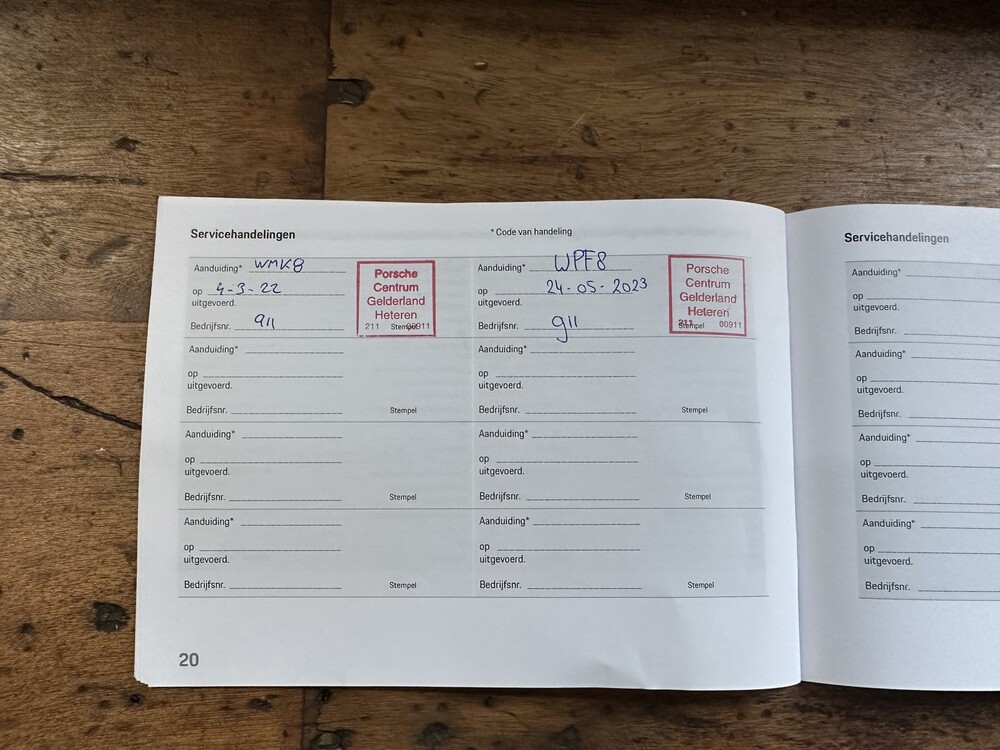 Servicehandelingen
* Code van handeling
Aanduiding* WMK8
op 4-3-22
uitgevoerd.
Bedrijfsnr. 911
Porsche
Centrum
Gelderland
Heteren
211 Stempel 00911
Aanduiding* WPF8
op 24-05-2023
uitgevoerd.
Bedrijfsnr. 911
Porsche
Centrum
Gelderland
Heteren
211 Stempel 00911
Aanduiding*
op
uitgevoerd.
Bedrijfsnr. Stempel
Aanduiding*
op
uitgevoerd.
Bedrijfsnr. Stempel
Aanduiding*
op
uitgevoerd.
Bedrijfsnr. Stempel
Aanduiding*
op
uitgevoerd.
Bedrijfsnr. Stempel
Aanduiding*
op
uitgevoerd.
Bedrijfsnr. Stempel
Aanduiding*
op
uitgevoerd.
Bedrijfsnr. Stempel
20
Servicehandelingen
Aanduiding*
op
uitgevoerd.
Bedrijfsnr.
Aanduiding*
op
uitgevoerd.
Bedrijfsnr.
Aanduiding*
op
uitgevoerd.
Bedrijfsnr.
Aanduiding*
op
uitgevoerd.
Bedrijfsnr.